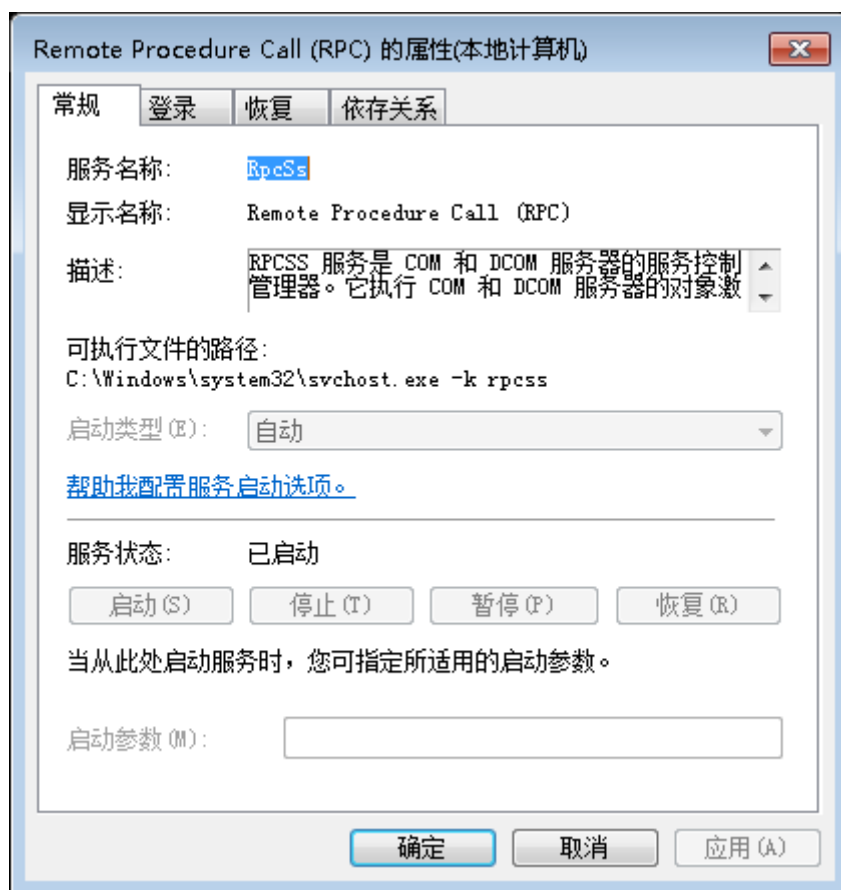 Remote Procedure Call (RPC) 的属性(本地计算机)
常规 登录 恢复 依存关系
服务名称: RpcSs
显示名称: Remote Procedure Call (RPC)
描述: RPCSS 服务是 COM 和 DCOM 服务器的服务控制
管理器。它执行 COM 和 DCOM 服务器的对象激
可执行文件的路径:
C:\Windows\system32\svchost.exe -k rpcss
启动类型(E): 自动
帮助我配置服务启动选项。
服务状态: 已启动
启动(S) 停止(T) 暂停(P) 恢复(R)
当从此处启动服务时，您可指定所适用的启动参数。
启动参数(M):
确定 取消 应用(A)